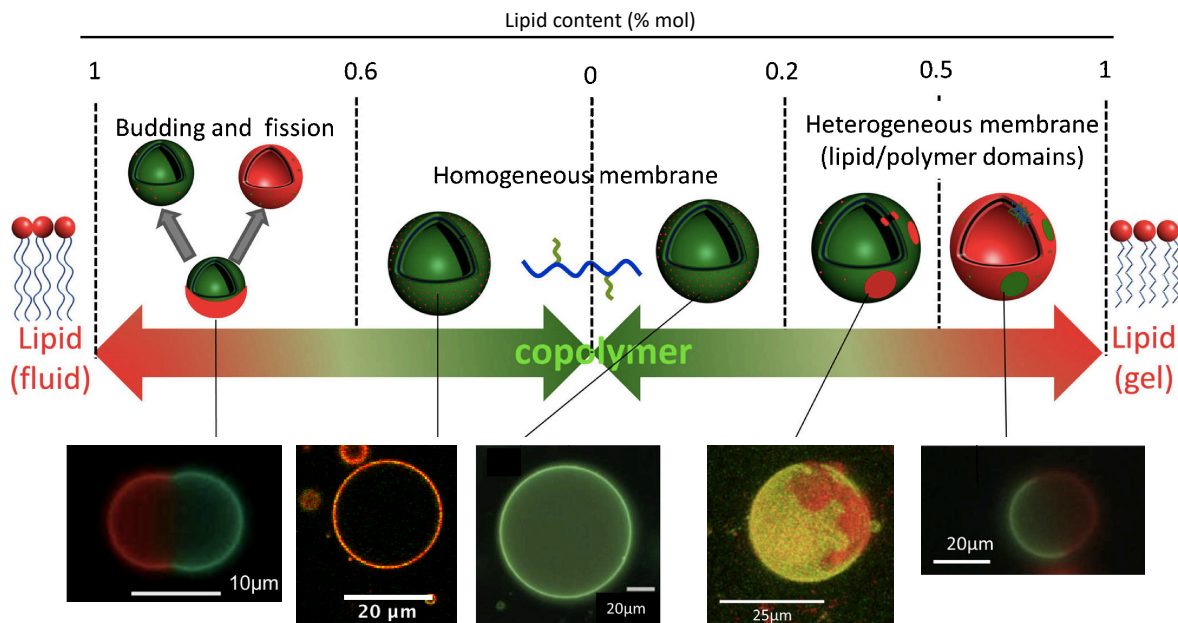 Lipid content (% mol)
1
0.6
0
0.2
0.5
1
Budding and fission
Homogeneous membrane
Heterogeneous membrane
(lipid/polymer domains)
Lipid
(fluid)
copolymer
Lipid
(gel)
10µm
20 µm
20µm
25µm
20µm